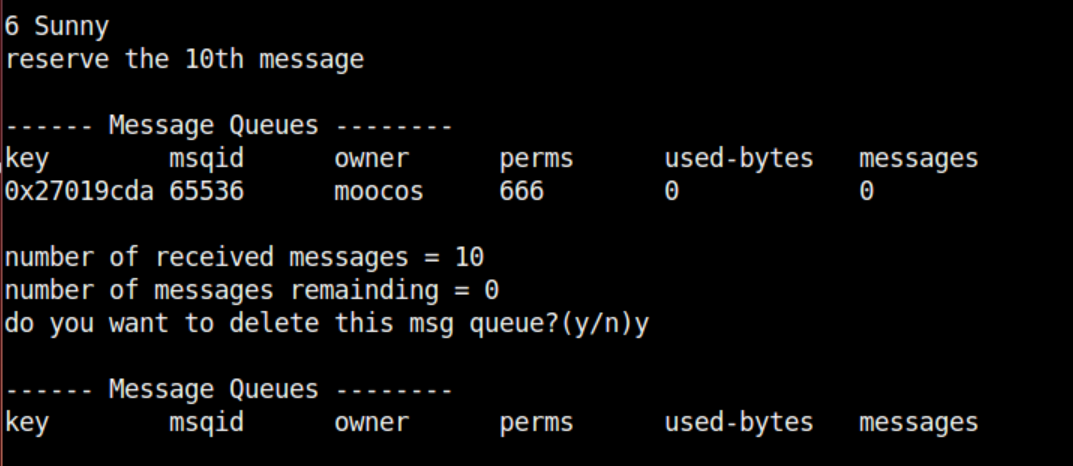 6 Sunny
reserve the 10th message
------ Message Queues --------
key        msqid      owner      perms      used-bytes   messages
0x27019cda 65536      moocos     666        0            0
number of received messages = 10
number of messages remainding = 0
do you want to delete this msg queue?(y/n)y
------ Message Queues --------
key        msqid      owner      perms      used-bytes   messages